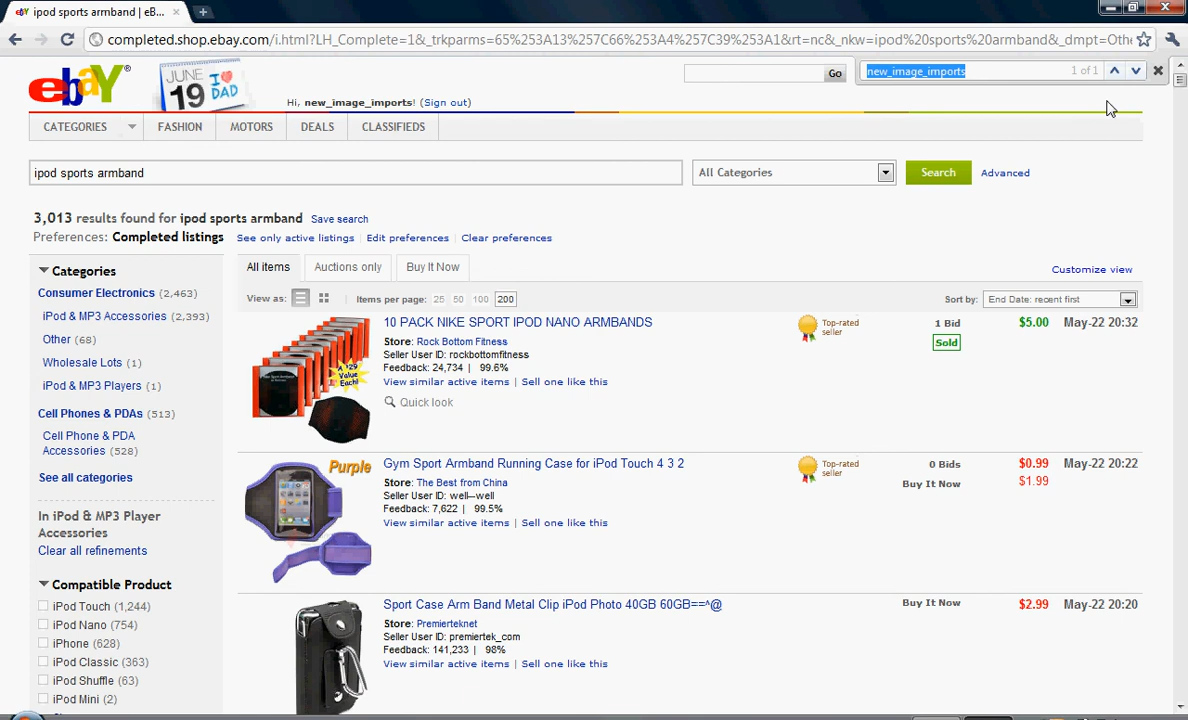 ipod sports armband | eB...
completed.shop.ebay.com/i.html?LH_Complete=1&_trkparms=65%253A13%257C66%253A4%257C39%253A1&rt=nc&_nkw=ipod%20sports%20armband&_dmpt=Othe
new_image_imports 1 of 1
ebay
JUNE 19 I DAD
Go
Hi, new_image_imports! (Sign out)
CATEGORIES FASHION MOTORS DEALS CLASSIFIEDS
ipod sports armband All Categories Search Advanced
3,013 results found for ipod sports armband Save search
Preferences: Completed listings See only active listings | Edit preferences | Clear preferences
Categories
Consumer Electronics (2,463)
iPod & MP3 Accessories (2,393)
Other (68)
Wholesale Lots (1)
iPod & MP3 Players (1)
Cell Phones & PDAs (513)
Cell Phone & PDA
Accessories (528)
See all categories
In iPod & MP3 Player
Accessories
Clear all refinements
Compatible Product
iPod Touch (1,244)
iPod Nano (754)
iPhone (628)
iPod Classic (363)
iPod Shuffle (63)
iPod Mini (2)
All items Auctions only Buy It Now
Customize view
View as: Items per page: 25 50 100 200
Sort by: End Date: recent first
10 PACK NIKE SPORT IPOD NANO ARMBANDS
Store: Rock Bottom Fitness
Seller User ID: rockbottomfitness
Feedback: 24,734 | 99.6%
View similar active items | Sell one like this
Quick look
Top-rated
seller
1 Bid $5.00 May-22 20:32
Sold
A $29
Value
Each!
Purple
Gym Sport Armband Running Case for iPod Touch 4 3 2
Store: The Best from China
Seller User ID: well--well
Feedback: 7,622 | 99.5%
View similar active items | Sell one like this
Top-rated
seller
0 Bids $0.99 May-22 20:22
Buy It Now $1.99
Sport Case Arm Band Metal Clip iPod Photo 40GB 60GB==^@
Store: Premierteknet
Seller User ID: premiertek_com
Feedback: 141,233 | 98%
View similar active items | Sell one like this
Buy It Now $2.99 May-22 20:20